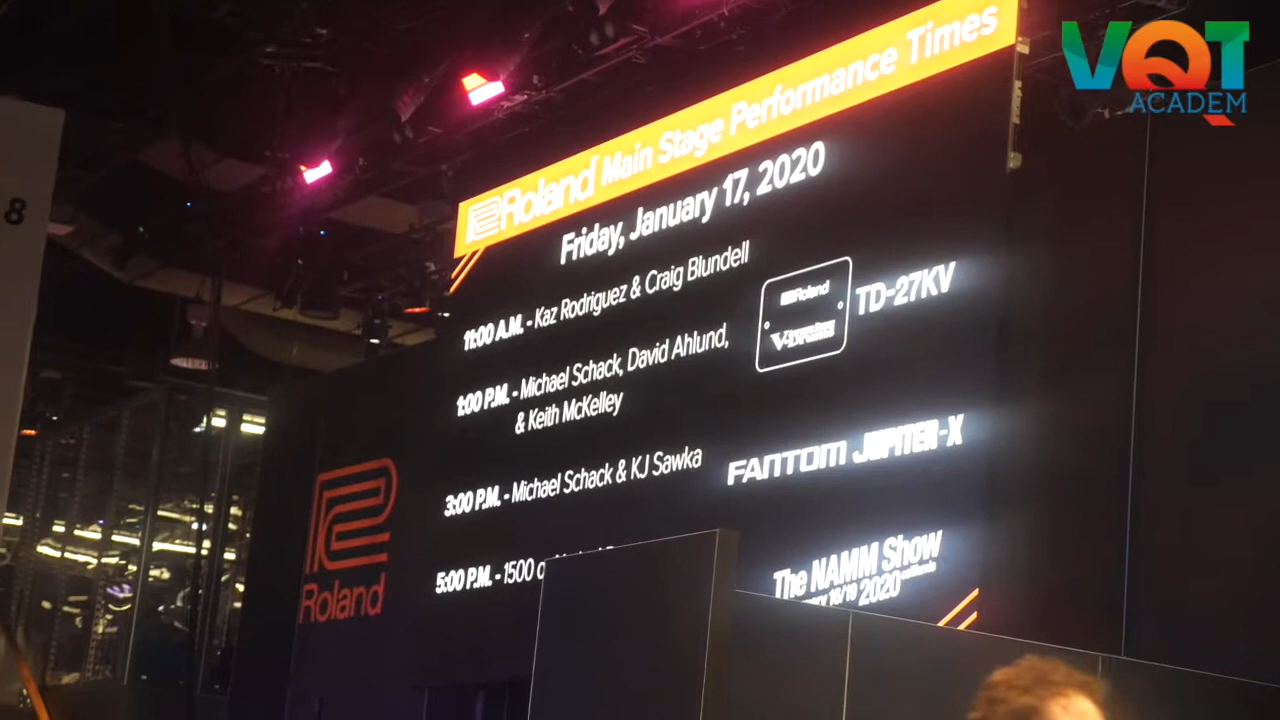 VQT
ACADEM
8
Roland Main Stage Performance Times
Friday, January 17, 2020
11:00 A.M. - Kaz Rodriguez & Craig Blundell
Roland
V-Drums
TD-27KV
1:00 P.M. - Michael Schack, David Ahlund,
& Keith McKelley
3:00 P.M. - Michael Schack & KJ Sawka
FANTOM JUPITER-X
5:00 P.M. - 1500
The NAMM Show
2020 california
Roland